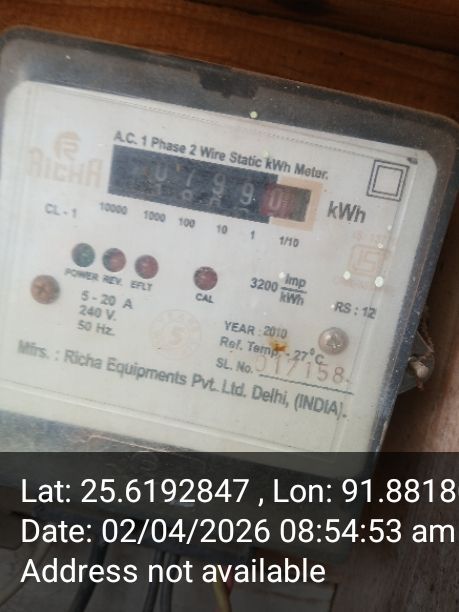 A.C. 1 Phase 2 Wire Static kWh Meter.
RICHA
0799
kWh
CL - 1
10000 1000 100 10 1 1/10
POWER REV. EFLT
CAL
3200 Imp/kWh
RS : 12
5 - 20 A
240 V.
50 Hz.
YEAR : 2010
Ref. Temp. - 27°C
SL. No. 017158
Mfrs. : Richa Equipments Pvt. Ltd. Delhi, (INDIA).
Lat: 25.6192847 , Lon: 91.8818
Date: 02/04/2026 08:54:53 am
Address not available